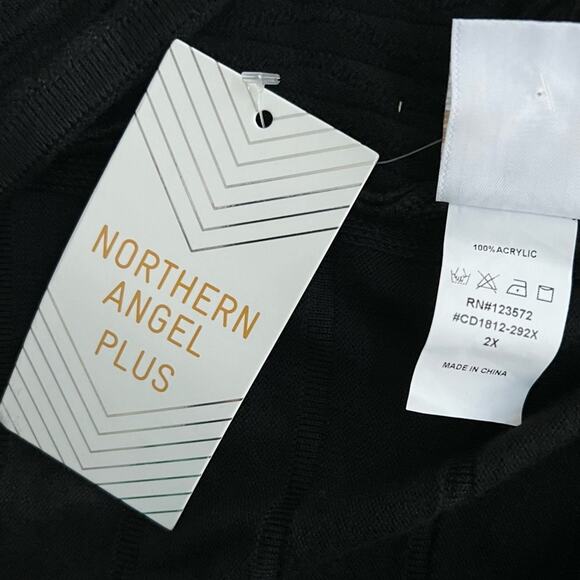 NORTHERN
ANGEL
PLUS
100% ACRYLIC
RN#123572
#CD1812-292X
2X
MADE IN CHINA